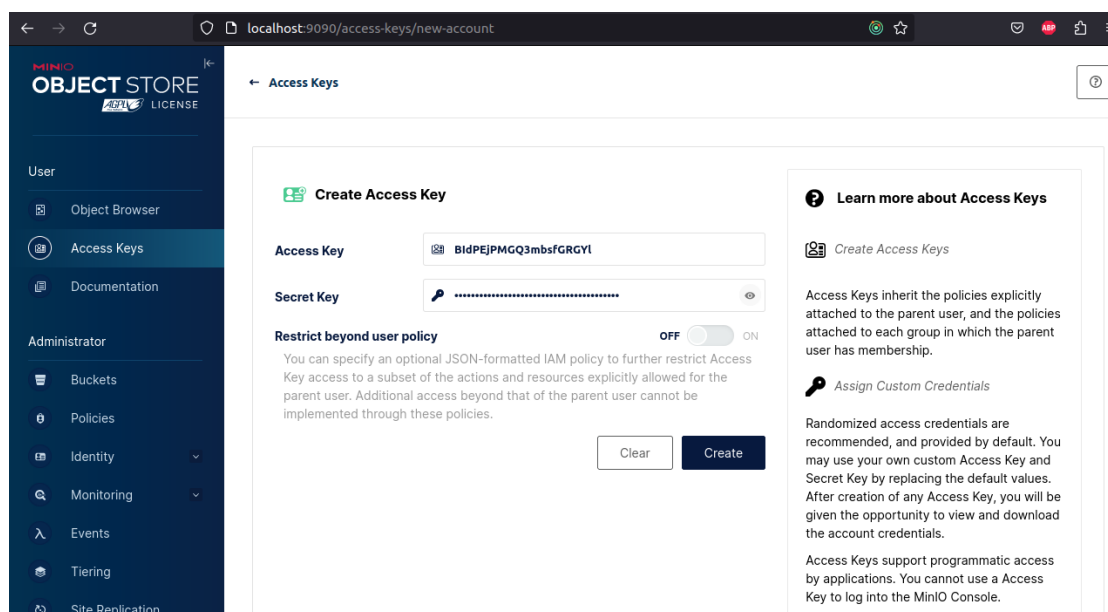 localhost:9090/access-keys/new-account
ABP
MINIO
OBJECT STORE
AGPLv3 LICENSE
User
Object Browser
Access Keys
Documentation
Administrator
Buckets
Policies
Identity
Monitoring
Events
Tiering
Site Replication
← Access Keys
Create Access Key
Access Key
BIdPEjPMGQ3mbsfGRGYl
Secret Key
•••••••••••••••••••••••••••••••••••••••
Restrict beyond user policy
OFF ON
You can specify an optional JSON-formatted IAM policy to further restrict Access
Key access to a subset of the actions and resources explicitly allowed for the
parent user. Additional access beyond that of the parent user cannot be
implemented through these policies.
Clear
Create
Learn more about Access Keys
Create Access Keys
Access Keys inherit the policies explicitly
attached to the parent user, and the policies
attached to each group in which the parent
user has membership.
Assign Custom Credentials
Randomized access credentials are
recommended, and provided by default. You
may use your own custom Access Key and
Secret Key by replacing the default values.
After creation of any Access Key, you will be
given the opportunity to view and download
the account credentials.
Access Keys support programmatic access
by applications. You cannot use a Access
Key to log into the MinIO Console.